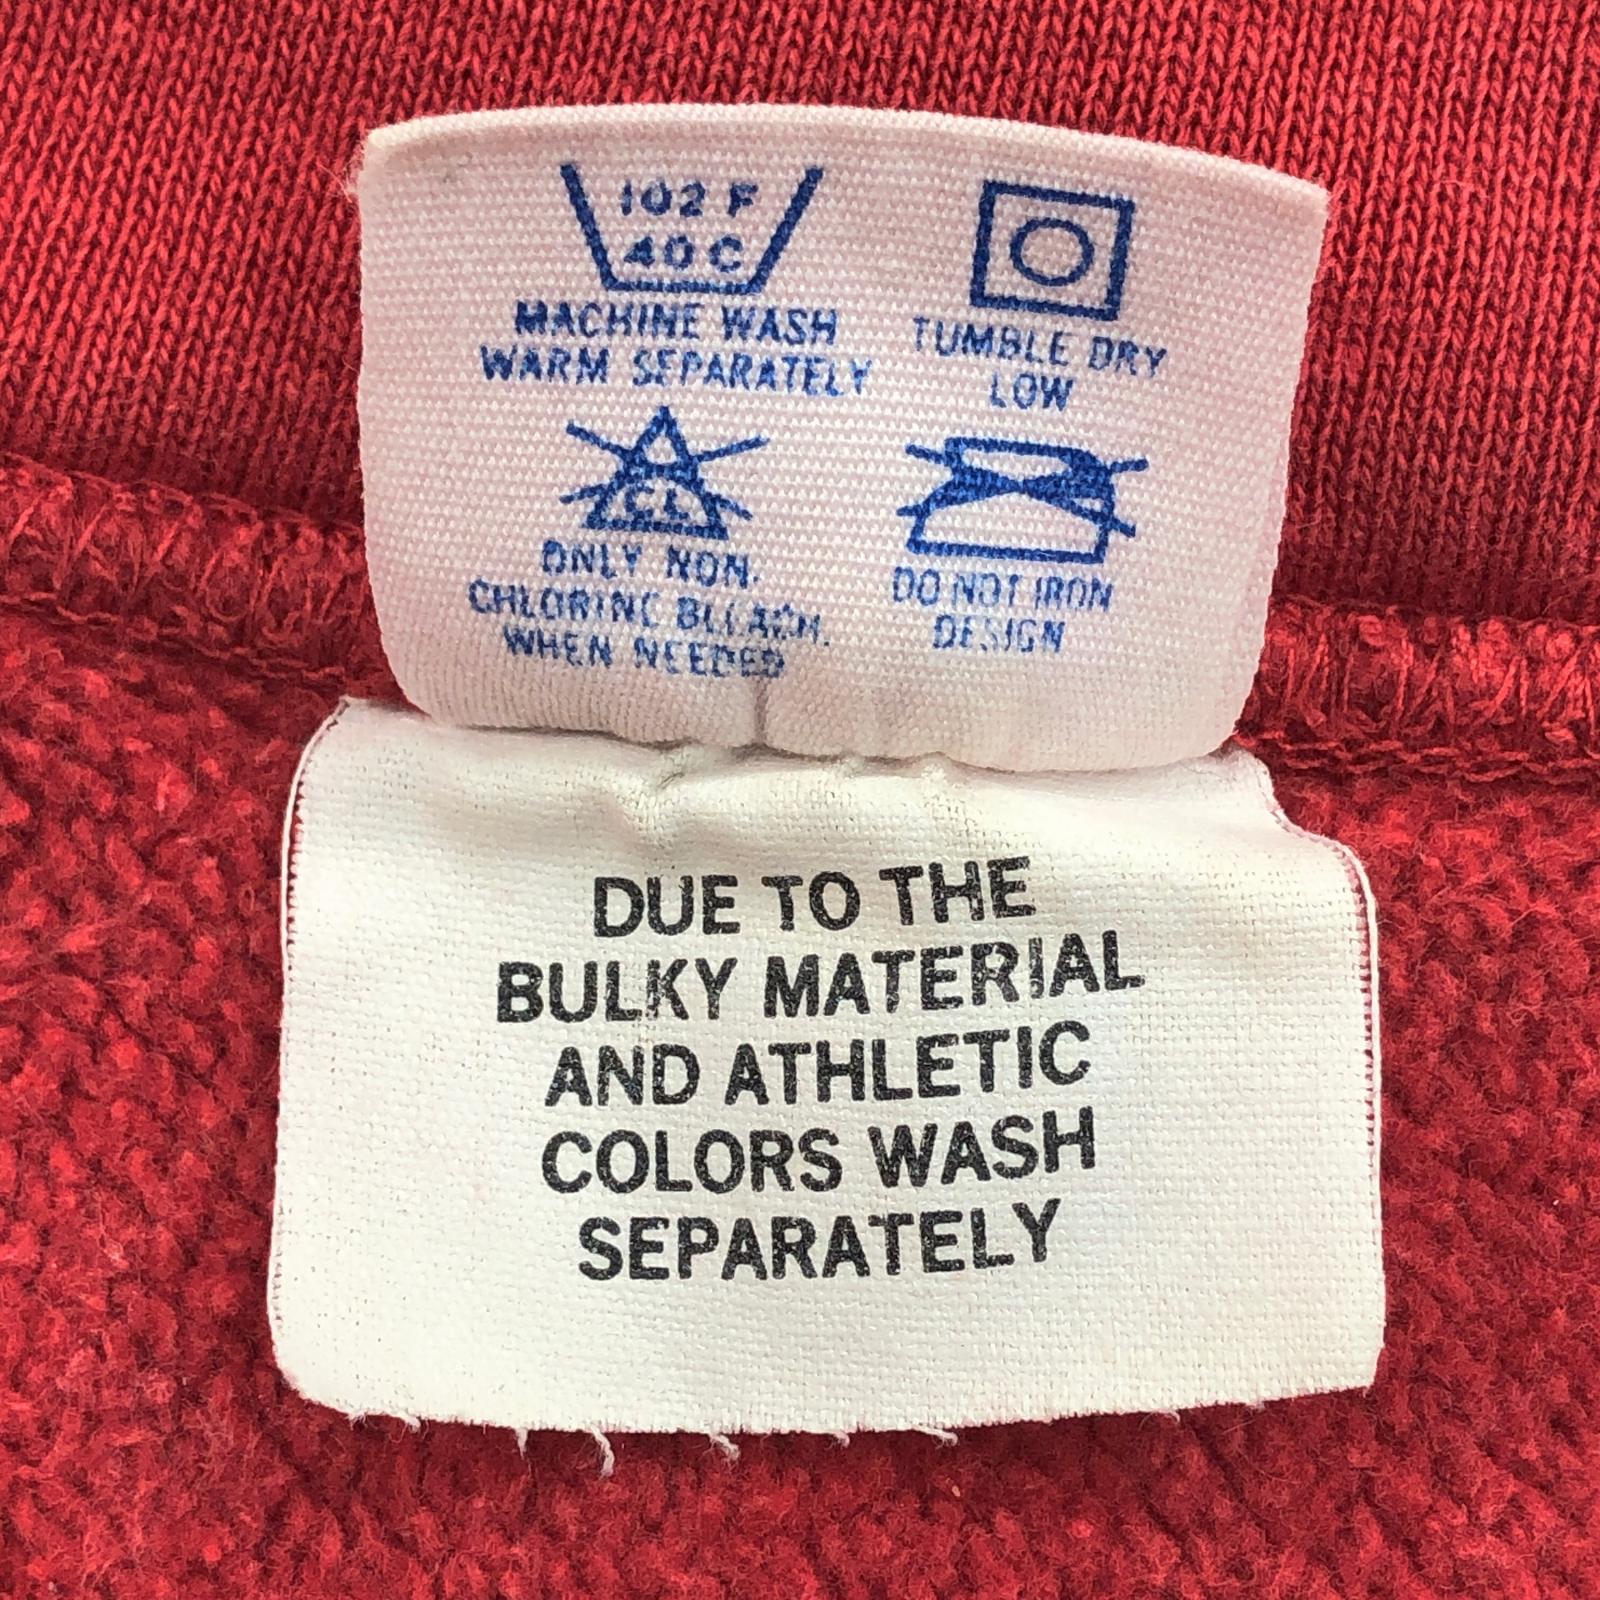 102 F
40 C
MACHINE WASH
WARM SEPARATELY
TUMBLE DRY
LOW
CL
ONLY NON.
CHLORINE BLEACH.
WHEN NEEDED
DO NOT IRON
DESIGN
DUE TO THE
BULKY MATERIAL
AND ATHLETIC
COLORS WASH
SEPARATELY